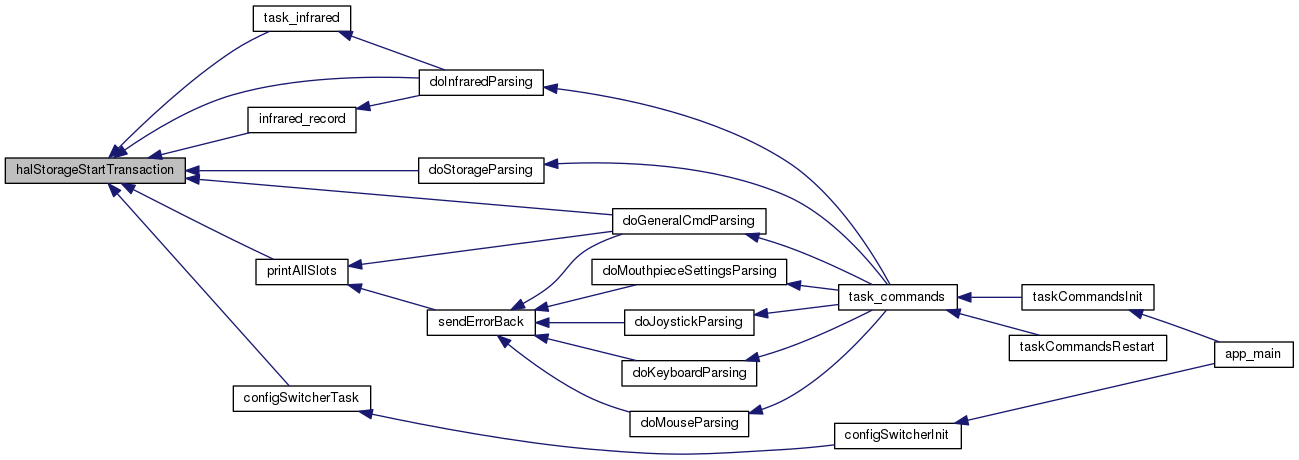 task_infrared
doInfraredParsing
infrared_record
halStorageStartTransaction
doStorageParsing
doGeneralCmdParsing
printAllSlots
doMouthpieceSettingsParsing
task_commands
taskCommandsInit
sendErrorBack
doJoystickParsing
taskCommandsRestart
app_main
doKeyboardParsing
configSwitcherTask
doMouseParsing
configSwitcherInit